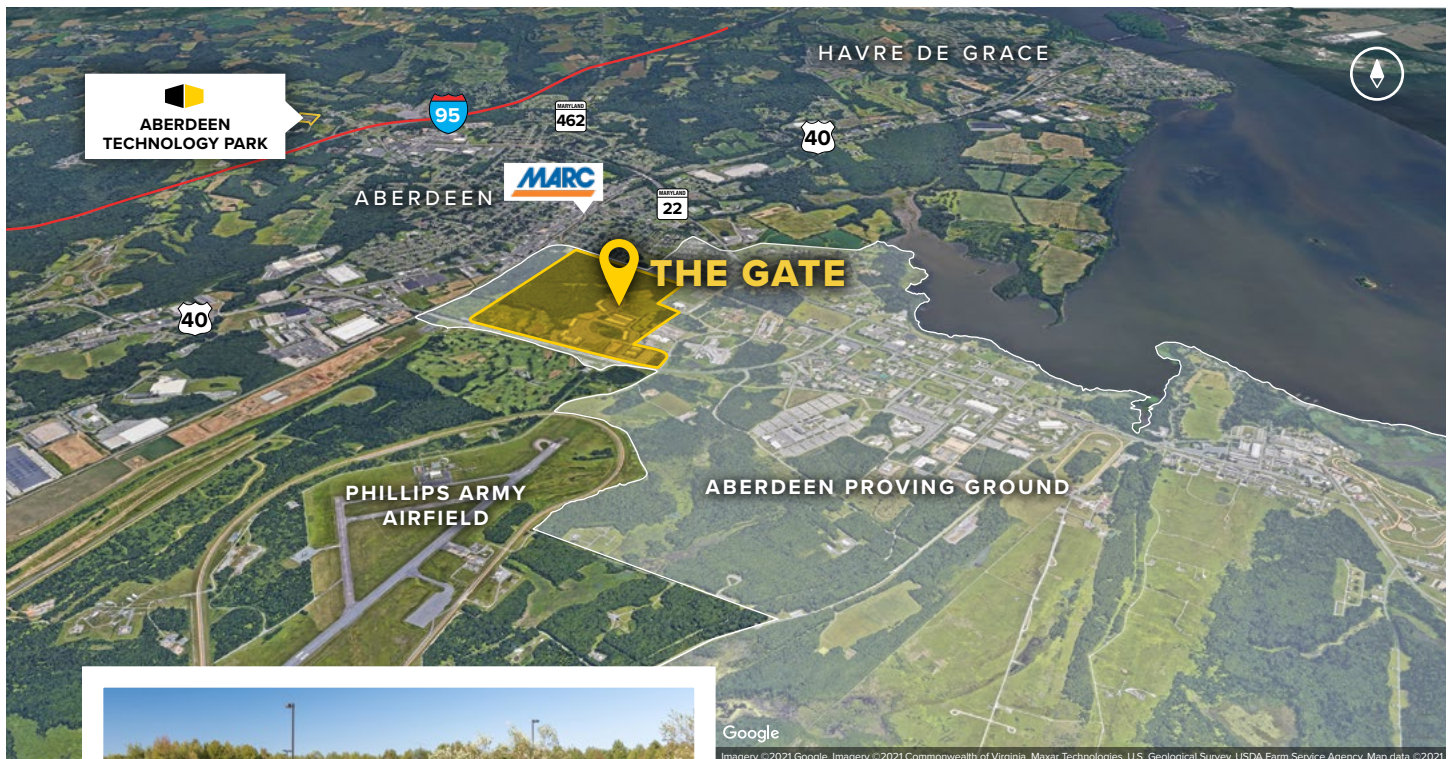 HAVRE DE GRACE
ABERDEEN
TECHNOLOGY PARK
95
MARYLAND
462
40
MARC
ABERDEEN
MARYLAND
22
THE GATE
40
PHILLIPS ARMY
AIRFIELD
ABERDEEN PROVING GROUND
Google
Imagery ©2021 Google, Imagery ©2021 Commonwealth of Virginia, Maxar Technologies, U.S. Geological Survey, USDA Farm Service Agency, Map data ©2021